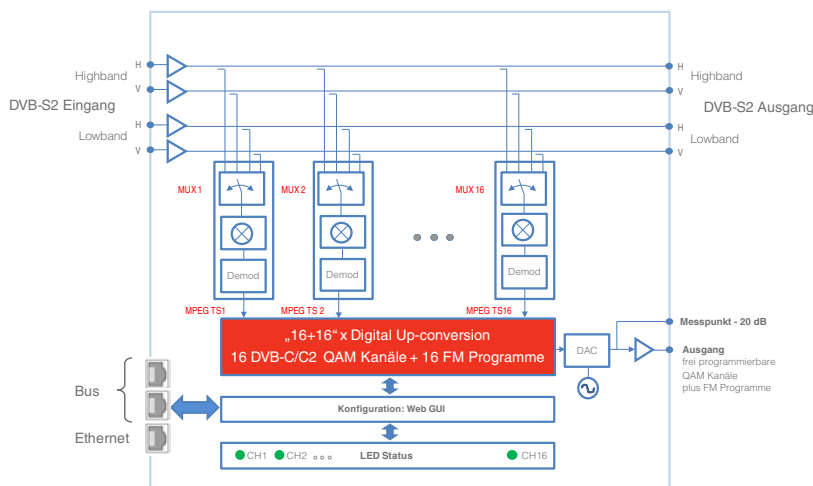 H
Highband
V
DVB-S2 Eingang
H
Lowband
V
H
Highband
V
DVB-S2 Ausgang
H
Lowband
V
MUX 1
MUX 2
MUX 16
Demod
Demod
Demod
MPEG TS1
MPEG TS 2
MPEG TS16
„16+16“ x Digital Up-conversion
16 DVB-C/C2 QAM Kanäle + 16 FM Programme
DAC
Messpunkt - 20 dB
Ausgang
frei programmierbare
QAM Kanäle
plus FM Programme
Bus
Ethernet
Konfiguration: Web GUI
CH1 CH2 LED Status CH16